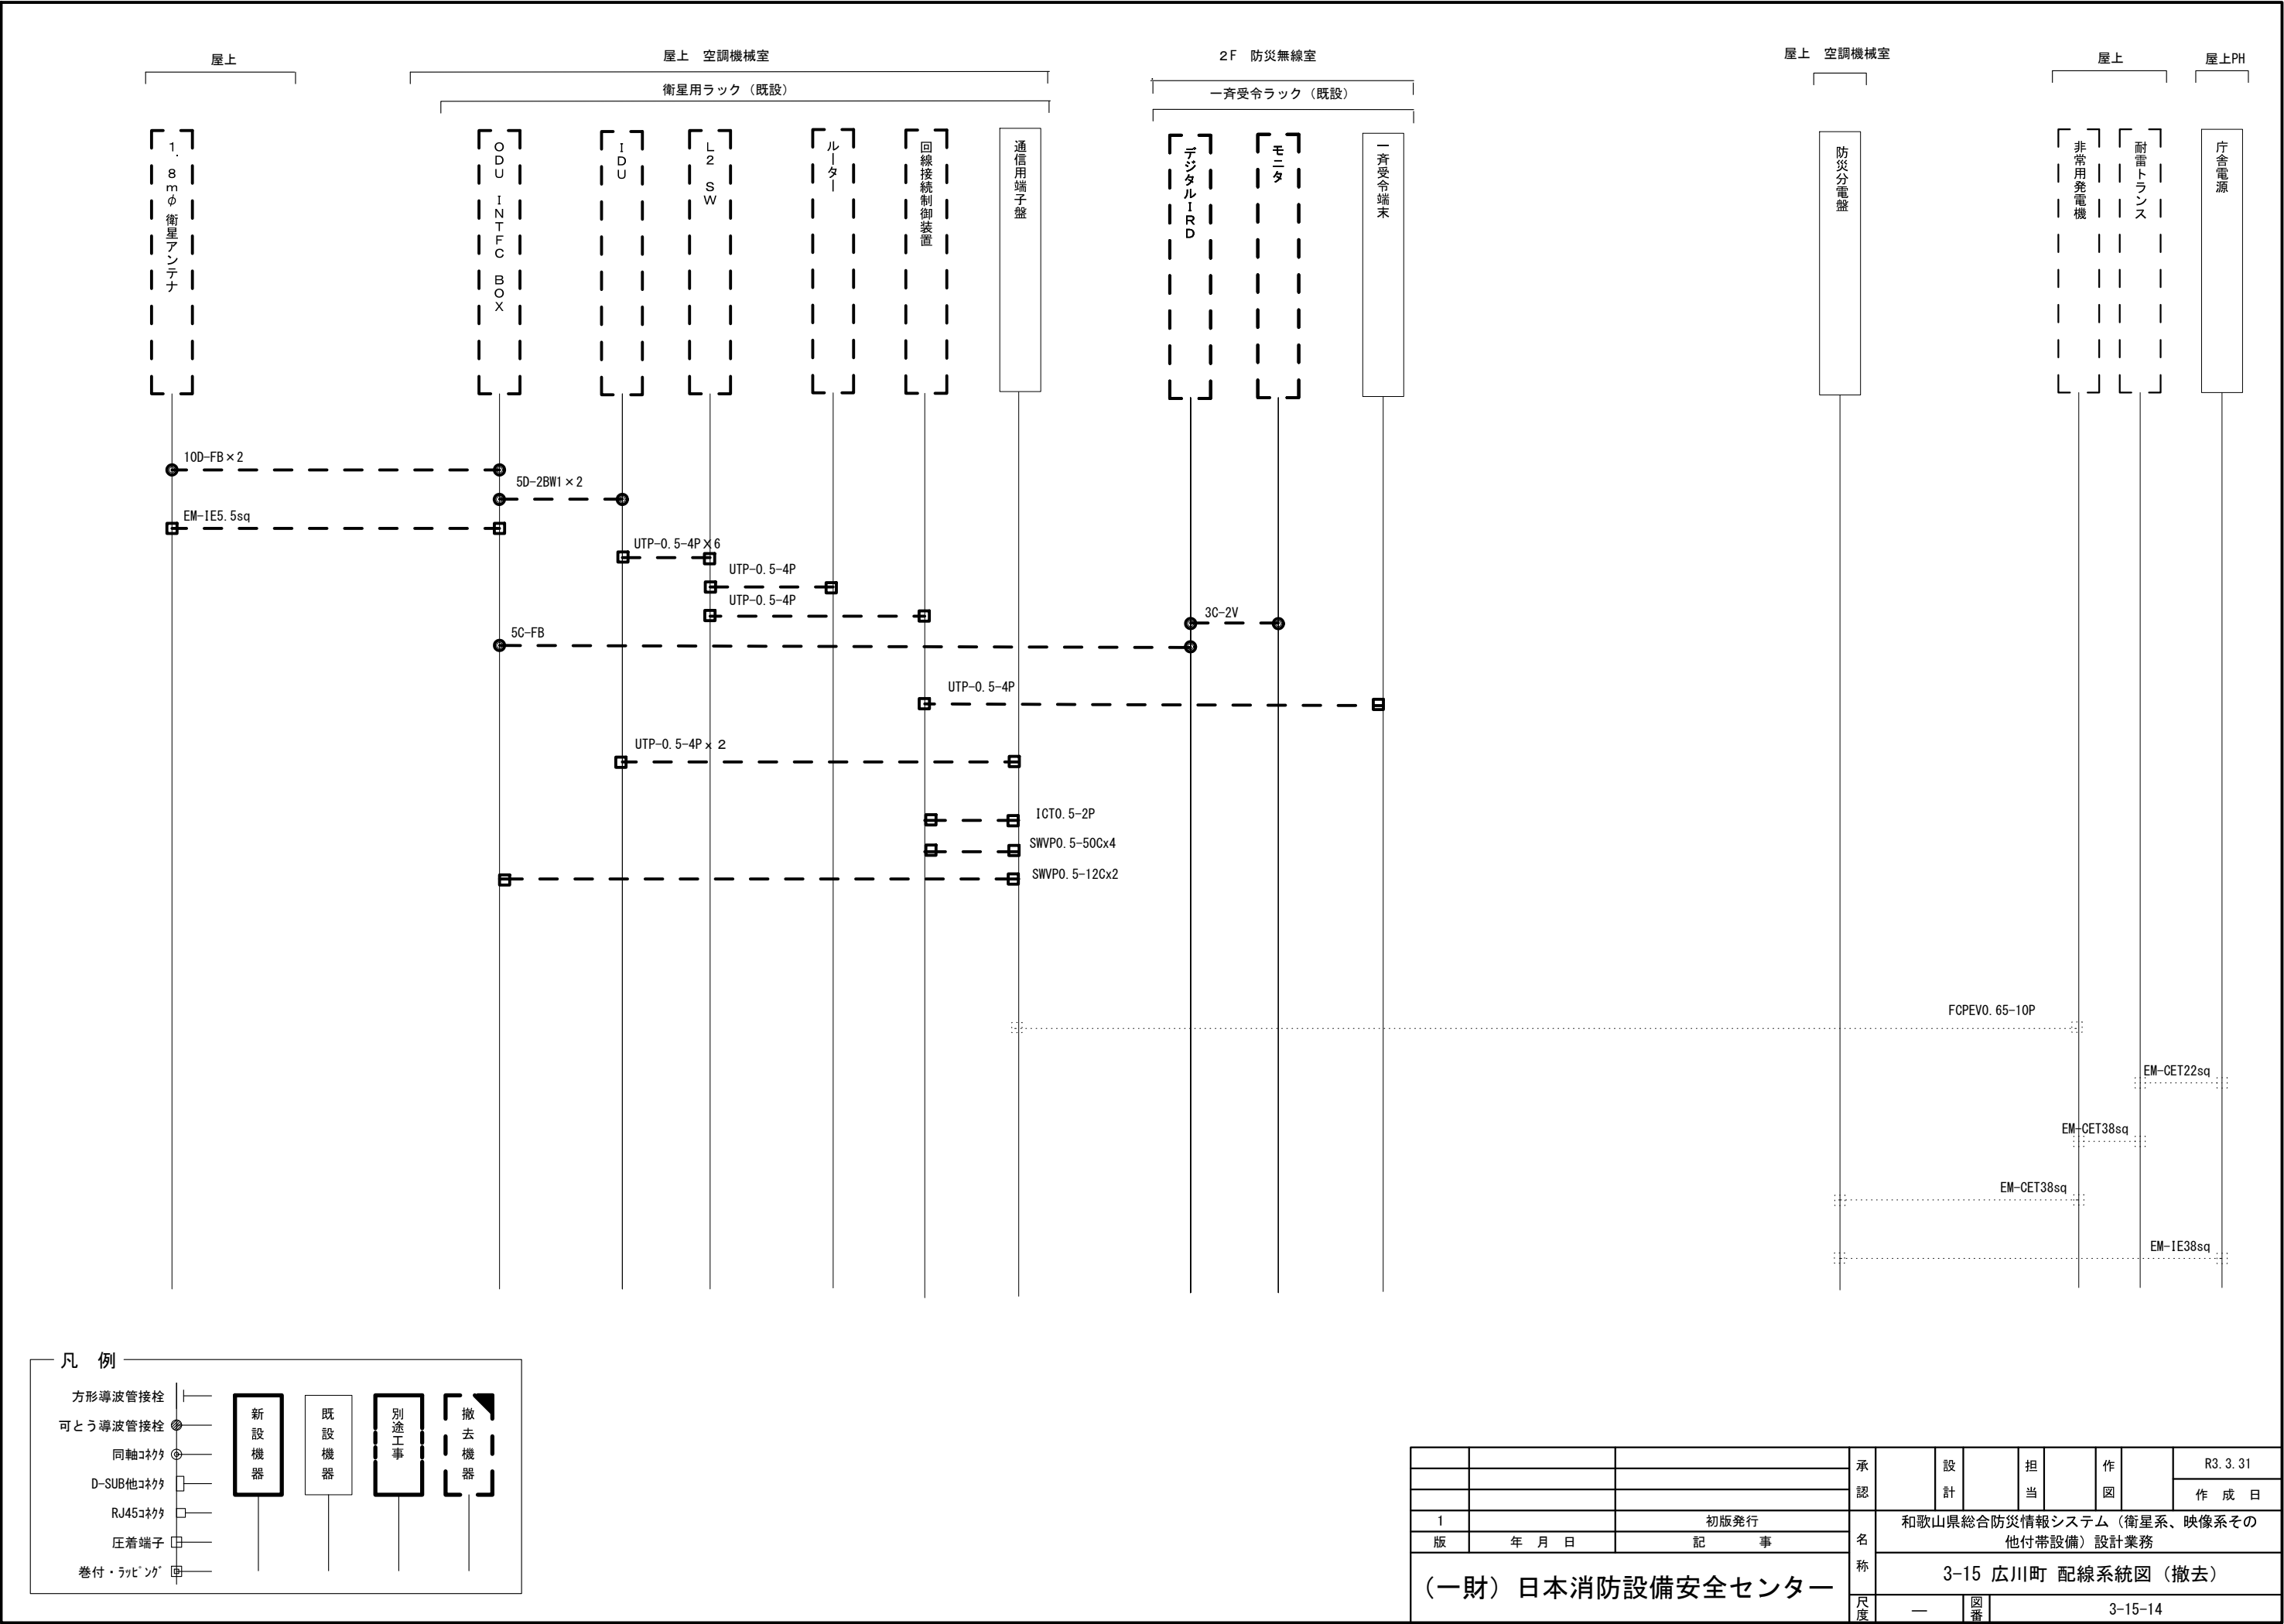 屋上
屋上　空調機械室
2F　防災無線室
屋上　空調機械室
屋上
屋上PH
衛星用ラック（既設）
一斉受令ラック（既設）
1．8mφ 衛星アンテナ
ODU INTFC BOX
IDU
L2 SW
ルーター
回線接続制御装置
通信用端子盤
デジタルIRD
モニタ
一斉受令端末
防災分電盤
非常用発電機
耐雷トランス
庁舎電源
10D-FB×2
5D-2BW1×2
EM-IE5.5sq
UTP-0.5-4P×6
UTP-0.5-4P
UTP-0.5-4P
3C-2V
5C-FB
UTP-0.5-4P
UTP-0.5-4P x 2
ICT0.5-2P
SWVP0.5-50Cx4
SWVP0.5-12Cx2
FCPEV0.65-10P
EM-CET22sq
EM-CET38sq
EM-CET38sq
EM-IE38sq
凡　例
方形導波管接栓
可とう導波管接栓
同軸ｺﾈｸﾀ
D-SUB他ｺﾈｸﾀ
RJ45ｺﾈｸﾀ
圧着端子
巻付・ﾗｯﾋﾟﾝｸﾞ
新設機器
既設機器
別途工事
撤去機器
承認
設計
担当
作図
R3.3.31
作 成 日
1
初版発行
版
年 月 日
記　事
名称
和歌山県総合防災情報システム（衛星系、映像系その
他付帯設備）設計業務
（一財）日本消防設備安全センター
3-15 広川町 配線系統図（撤去）
尺度
―
図番
3-15-14